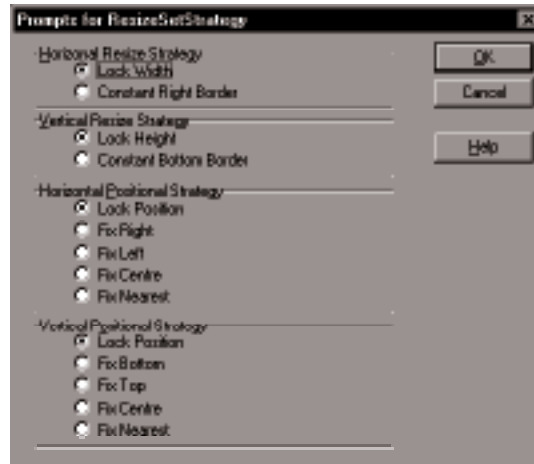 Prompts for ResizeSetStrategy
Horizonal Resize Strategy
Lock Width
Constant Right Border
Vertical Resize Strategy
Lock Height
Constant Bottom Border
Horizontal Positional Strategy
Lock Position
Fix Right
Fix Left
Fix Centre
Fix Nearest
Vertical Positional Strategy
Lock Position
Fix Bottom
Fix Top
Fix Centre
Fix Nearest
OK
Cancel
Help